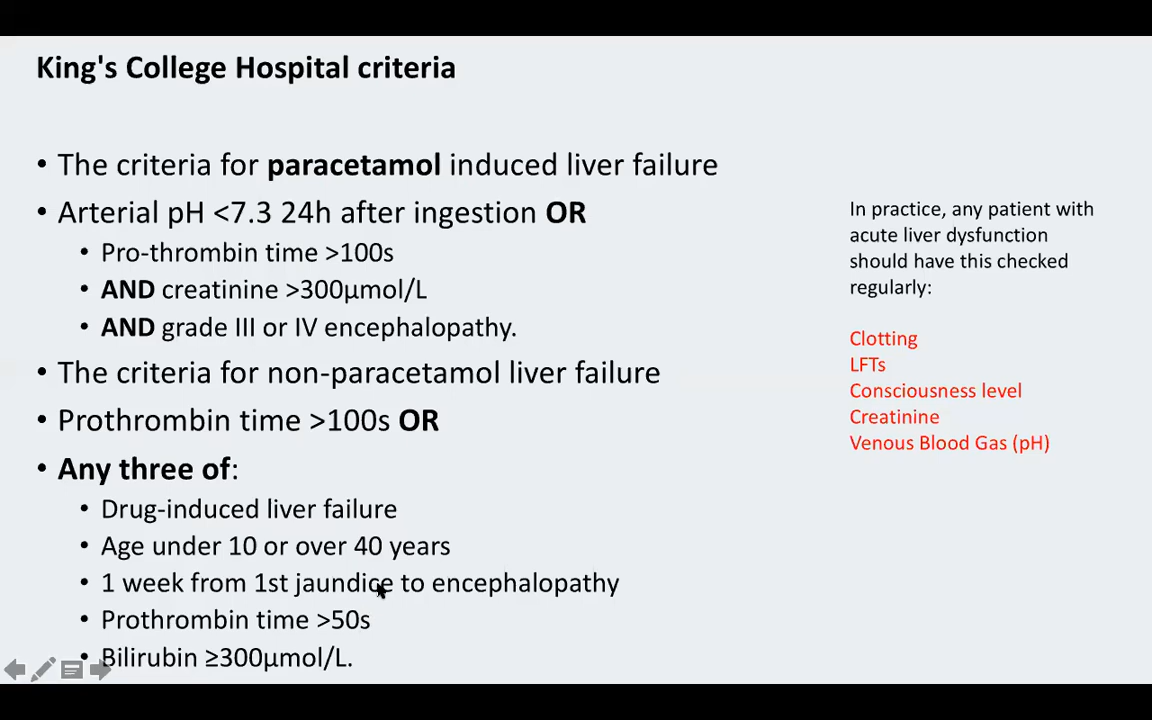 King's College Hospital criteria
• The criteria for paracetamol induced liver failure
• Arterial pH <7.3 24h after ingestion OR
• Pro-thrombin time >100s
• AND creatinine >300µmol/L
• AND grade III or IV encephalopathy.
• The criteria for non-paracetamol liver failure
• Prothrombin time >100s OR
• Any three of:
• Drug-induced liver failure
• Age under 10 or over 40 years
• 1 week from 1st jaundice to encephalopathy
• Prothrombin time >50s
• Bilirubin ≥300µmol/L.
In practice, any patient with
acute liver dysfunction
should have this checked
regularly:
Clotting
LFTs
Consciousness level
Creatinine
Venous Blood Gas (pH)